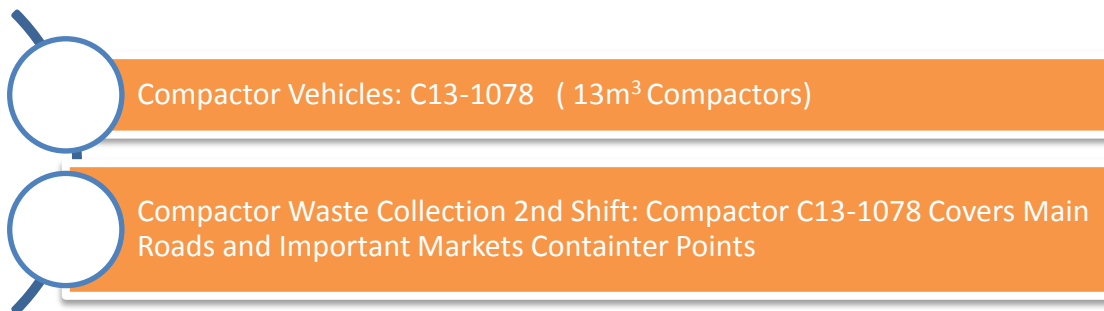 Compactor Vehicles: C13-1078 ( 13m³ Compactors)
Compactor Waste Collection 2nd Shift: Compactor C13-1078 Covers Main
Roads and Important Markets Containter Points